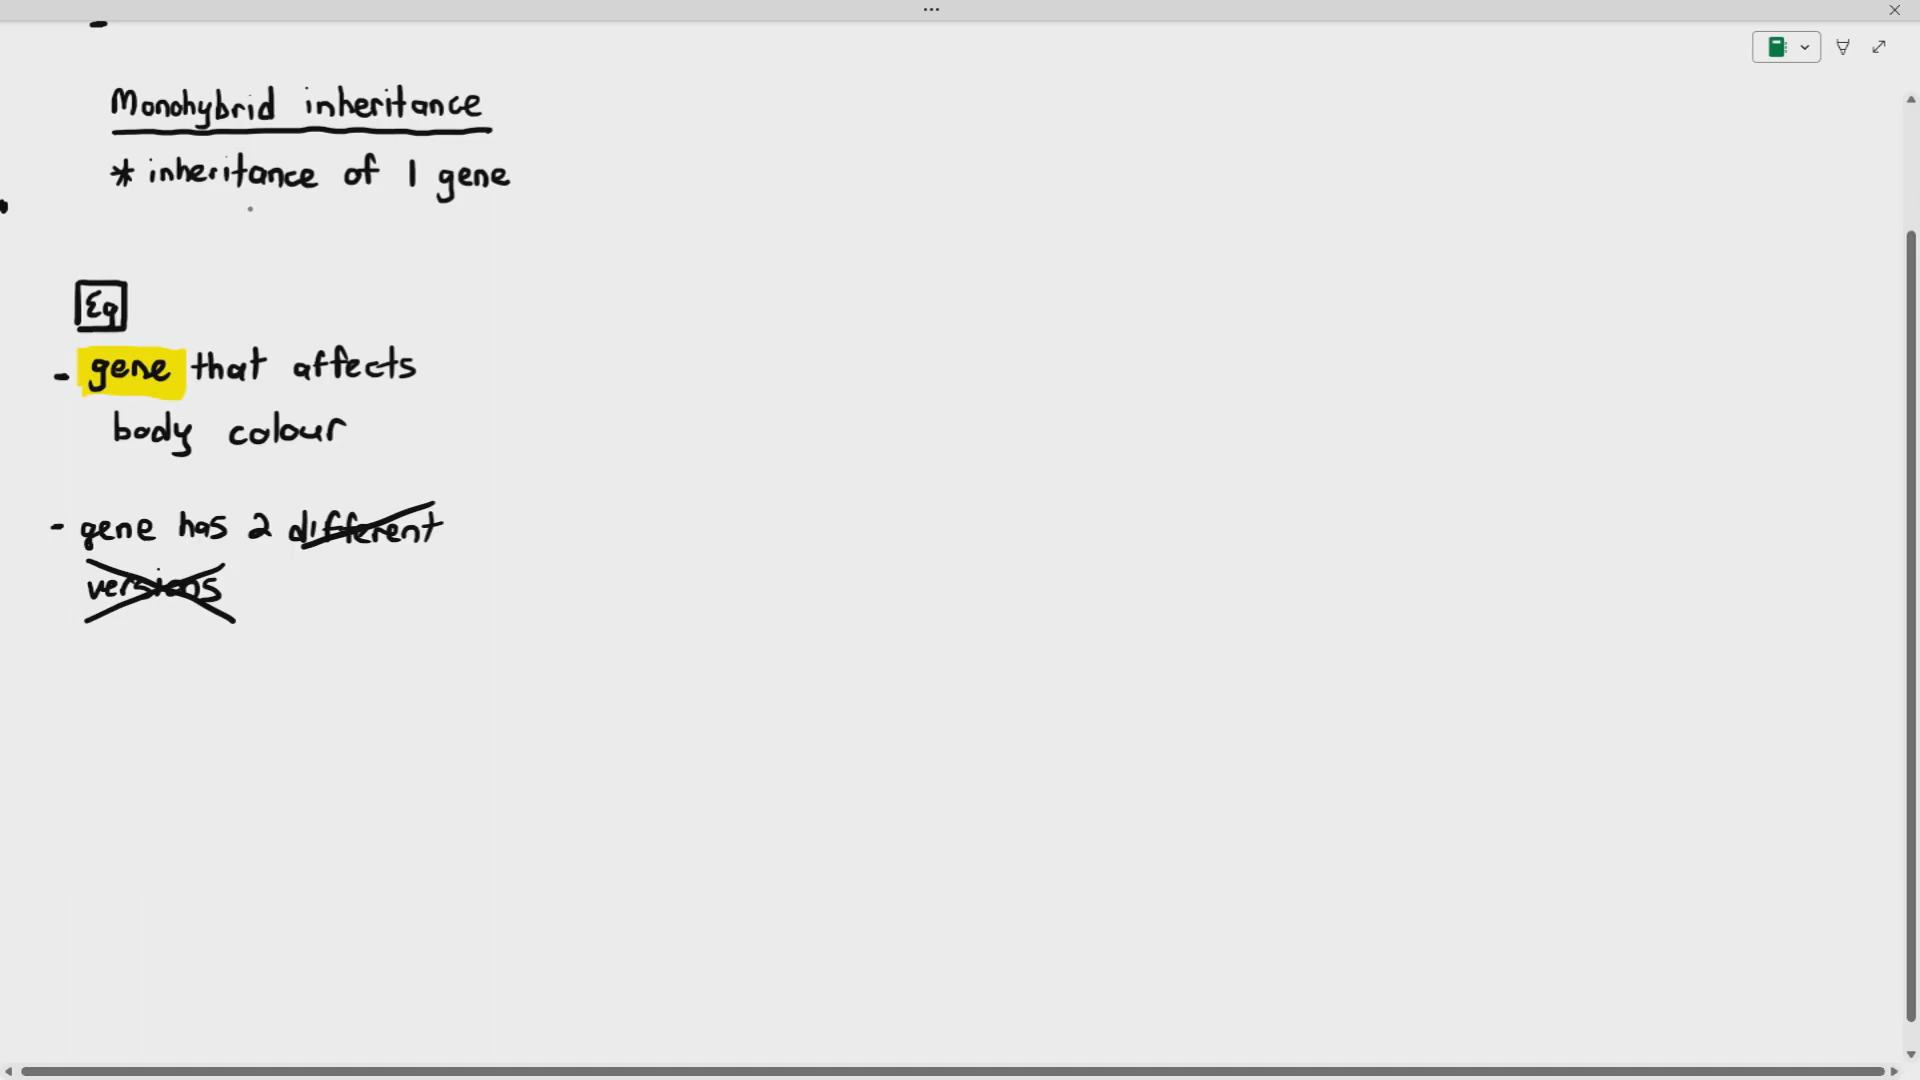 Monohybrid inheritance
* inheritance of 1 gene
Eg
- gene that affects
body colour
- gene has 2 different
versions